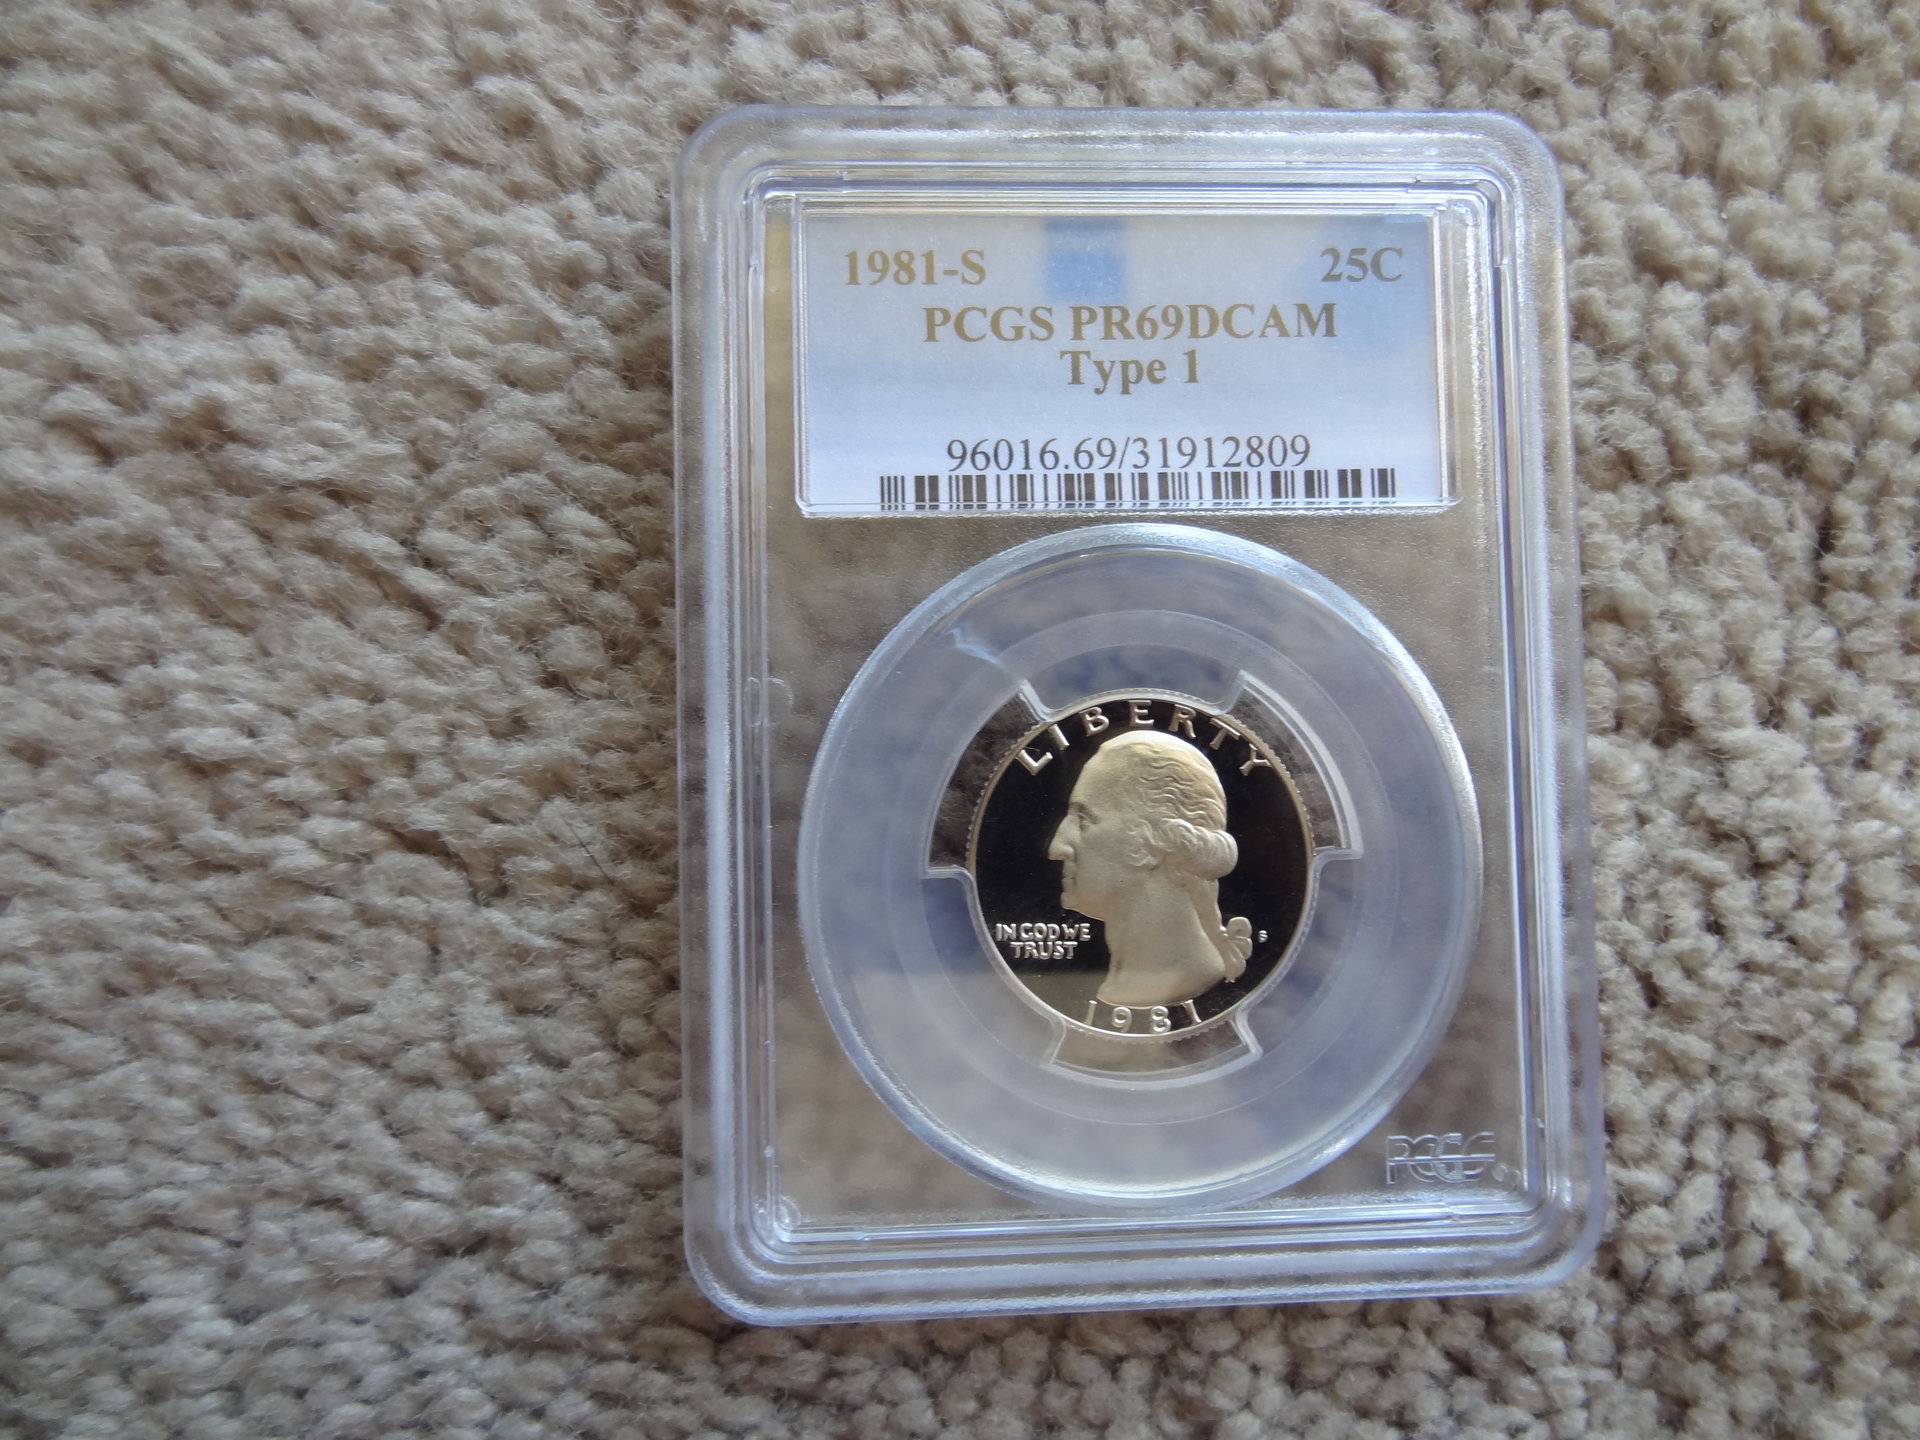 1981-S 25C
PCGS PR69DCAM
Type 1
96016.69/31912809
LIBERTY
IN GOD WE
TRUST
S
1981
PCGS